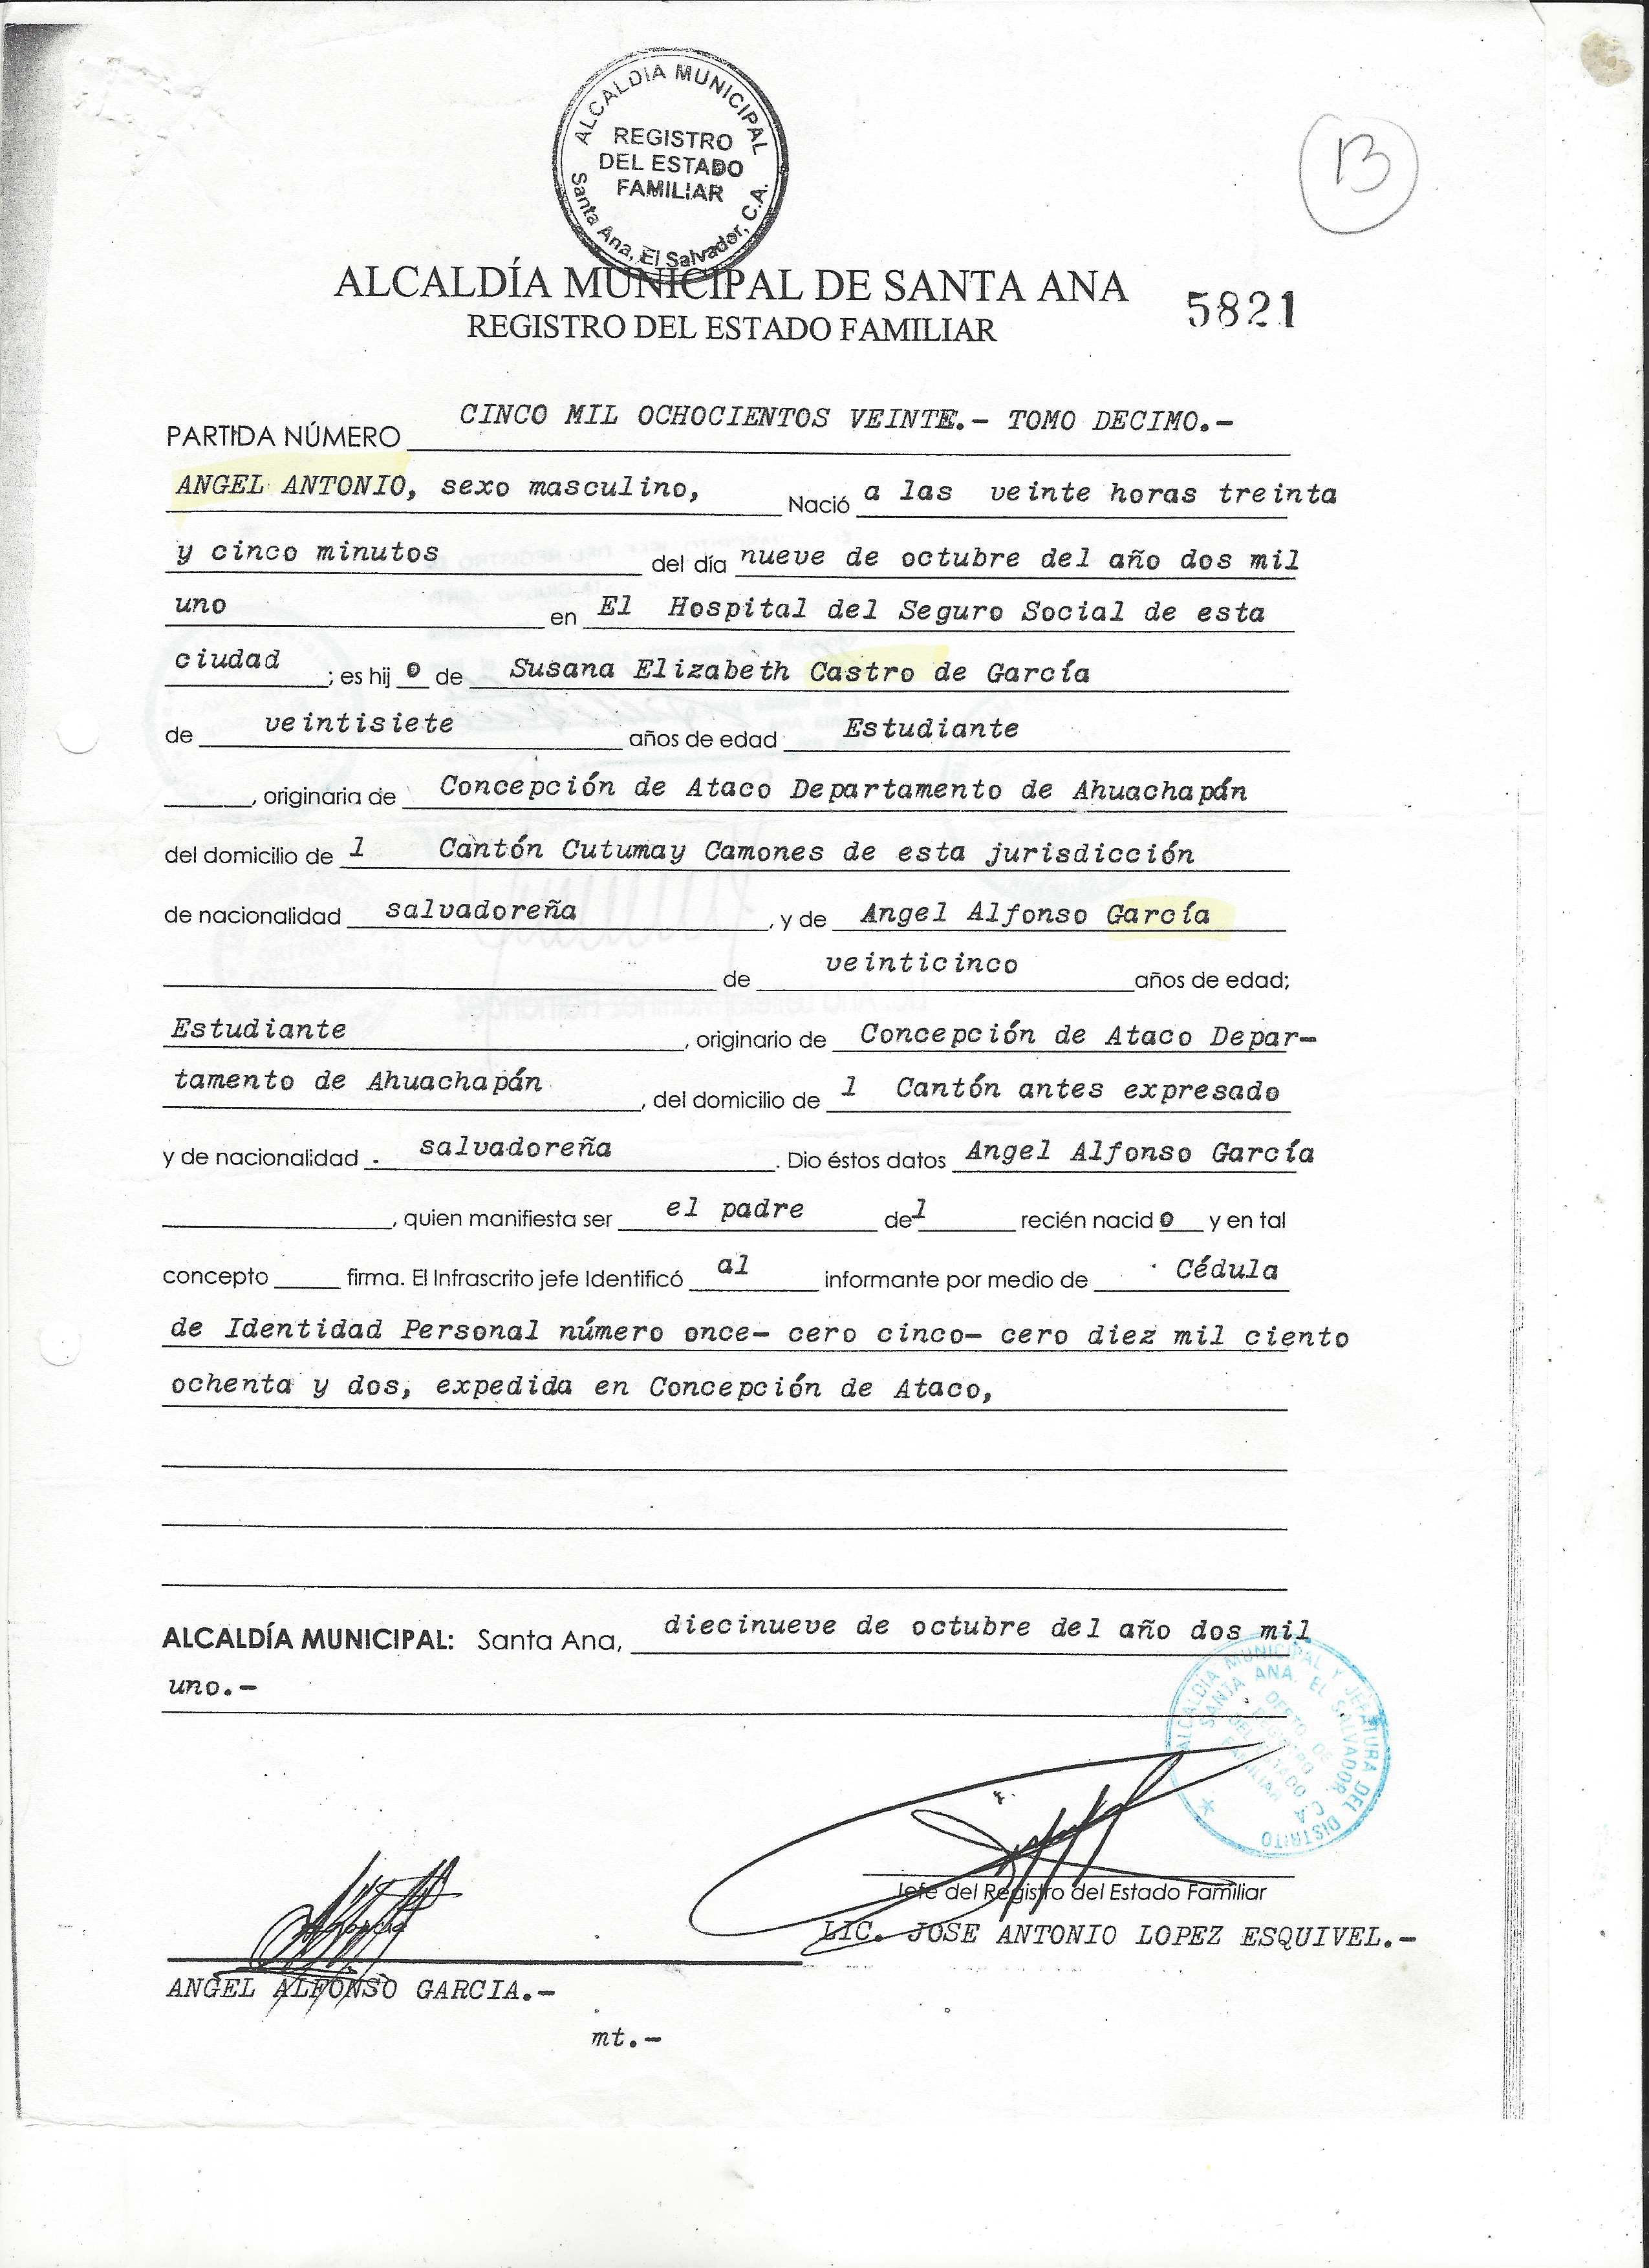 ALCALDIA MUNICIPAL
REGISTRO
DEL ESTADO
FAMILIAR
Santa Ana, El Salvador, C.A.
13
ALCALDÍA MUNICIPAL DE SANTA ANA
5821
REGISTRO DEL ESTADO FAMILIAR
PARTIDA NÚMERO CINCO MIL OCHOCIENTOS VEINTE.- TOMO DECIMO.-
ANGEL ANTONIO, sexo masculino, Nació a las veinte horas treinta
y cinco minutos del día nueve de octubre del año dos mil
uno en El Hospital del Seguro Social de esta
ciudad ; es hij o de Susana Elizabeth Castro de García
de veintisiete años de edad Estudiante
, originaria de Concepción de Ataco Departamento de Ahuachapán
del domicilio de l Cantón Cutumay Camones de esta jurisdicción
de nacionalidad salvadoreña , y de Angel Alfonso García
de veinticinco años de edad;
Estudiante , originario de Concepción de Ataco Depar-
tamento de Ahuachapán , del domicilio de l Cantón antes expresado
y de nacionalidad . salvadoreña . Dio éstos datos Angel Alfonso García
, quien manifiesta ser el padre del recién nacido y en tal
concepto firma. El Infrascrito jefe Identificó al informante por medio de Cédula
de Identidad Personal número once- cero cinco- cero diez mil ciento
ochenta y dos, expedida en Concepción de Ataco,
ALCALDÍA MUNICIPAL: Santa Ana, diecinueve de octubre del año dos mil
uno.-
ALCALDÍA MUNICIPAL Y JEFATURA DEL DISTRITO
SANTA ANA. EL SALVADOR C.A
DEPTO DE
REGISTRO
DEL ESTADO
FAMILIAR
Jefe del Registro del Estado Familiar
LIC. JOSE ANTONIO LOPEZ ESQUIVEL.-
ANGEL ALFONSO GARCIA.-
mt.-